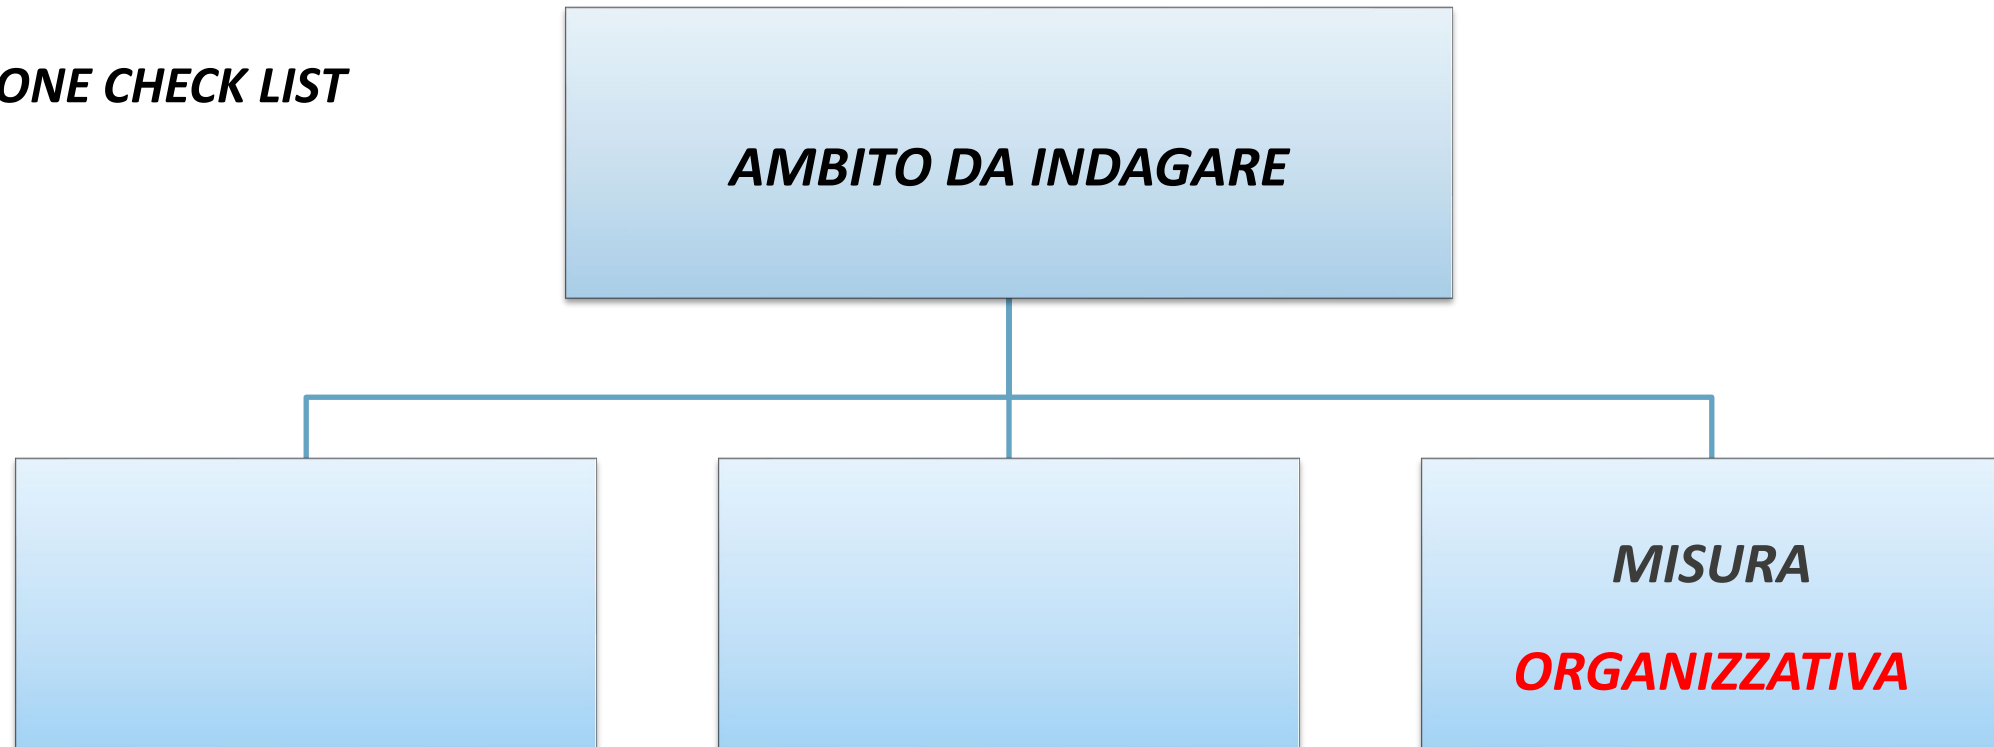 ONE CHECK LIST
AMBITO DA INDAGARE
MISURA
ORGANIZZATIVA